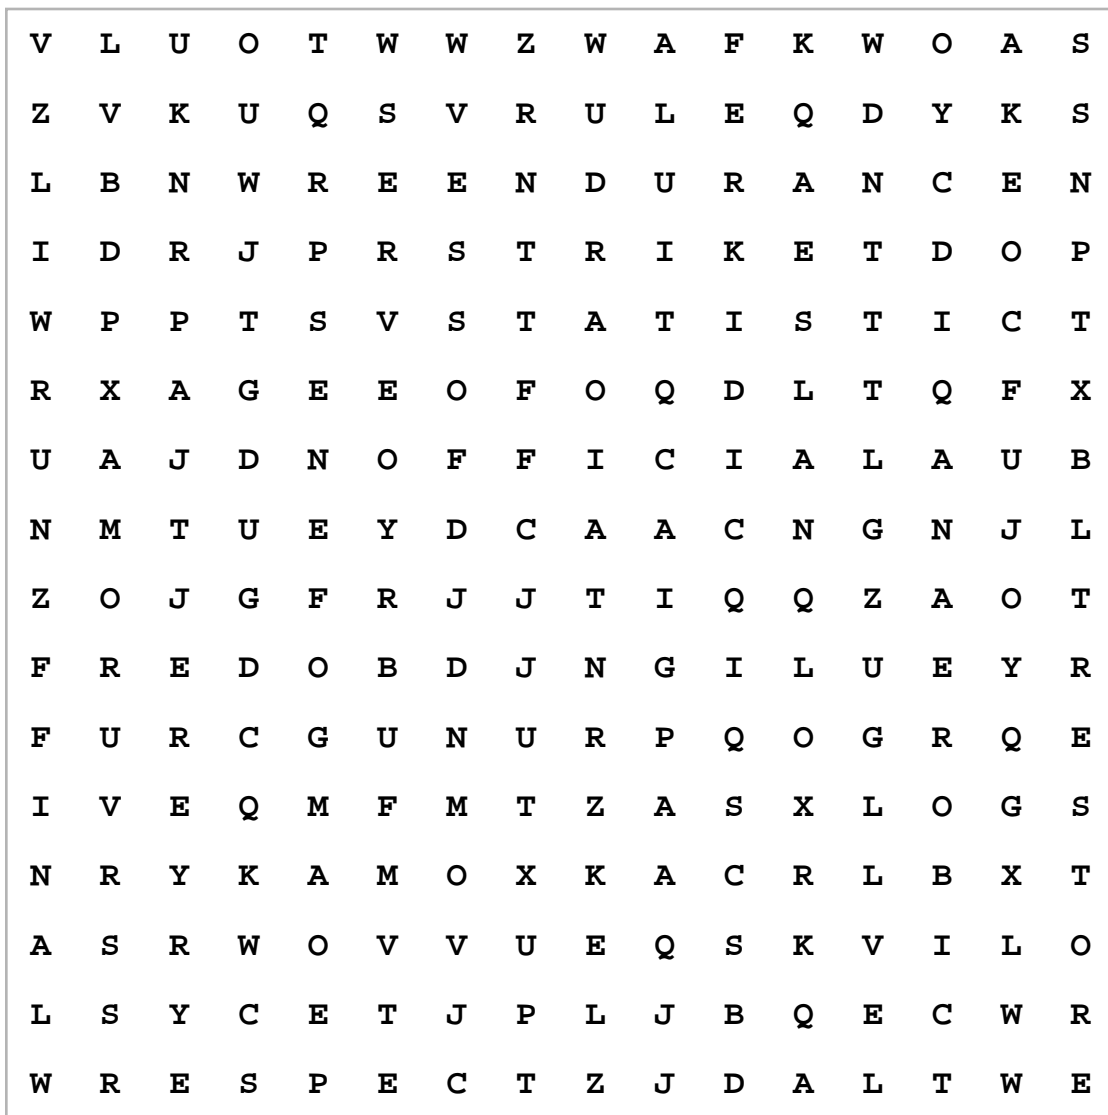 V L U O T W W Z W A F K W O A S
Z V K U Q S V R U L E Q D Y K S
L B N W R E E N D U R A N C E N
I D R J P R S T R I K E T D O P
W P P T S V S T A T I S T I C T
R X A G E E O F O Q D L T Q F X
U A J D N O F F I C I A L A U B
N M T U E Y D C A A C N G N J L
Z O J G F R J J T I Q Q Z A O T
F R E D O B D J N G I L U E Y R
F U R C G U N U R P Q O G R Q E
I V E Q M F M T Z A S X L O G S
N R Y K A M O X K A C R L B X T
A S R W O V V U E Q S K V I L O
L S Y C E T J P L J B Q E C W R
W R E S P E C T Z J D A L T W E